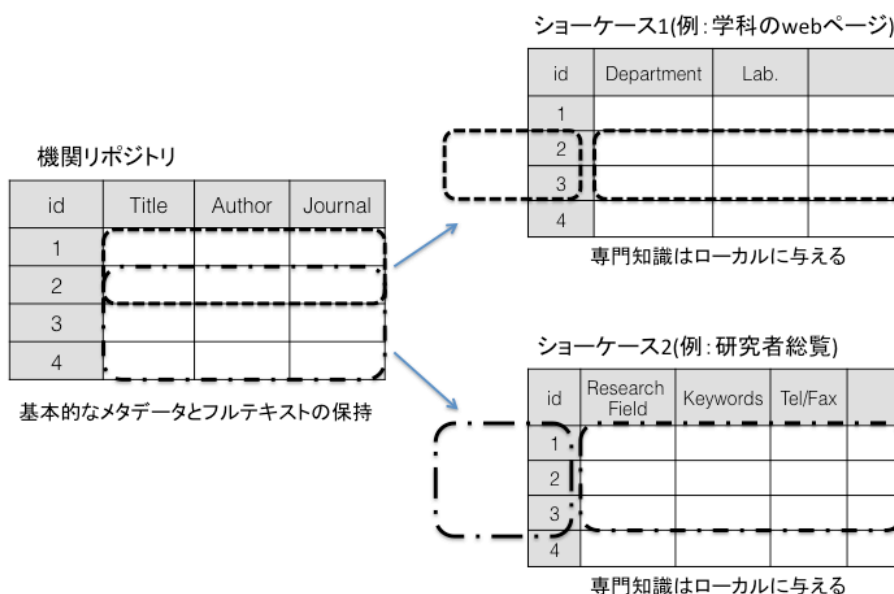 ショーケース1(例：学科のwebページ)
id Department Lab.
1
2
3
4
専門知識はローカルに与える
機関リポジトリ
id Title Author Journal
1
2
3
4
基本的なメタデータとフルテキストの保持
ショーケース2(例：研究者総覧)
id Research Field Keywords Tel/Fax
1
2
3
4
専門知識はローカルに与える